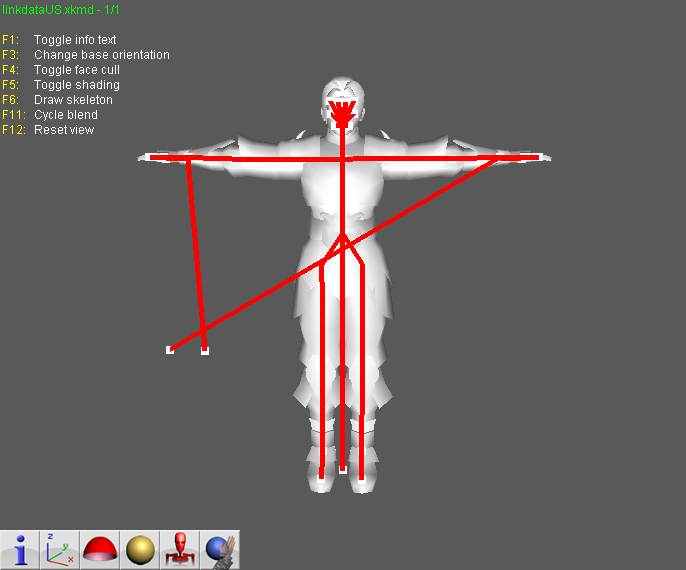 linkdataUS.xkmd - 1/1
F1: Toggle info text
F3: Change base orientation
F4: Toggle face cull
F5: Toggle shading
F6: Draw skeleton
F11: Cycle blend
F12: Reset view
i z y x